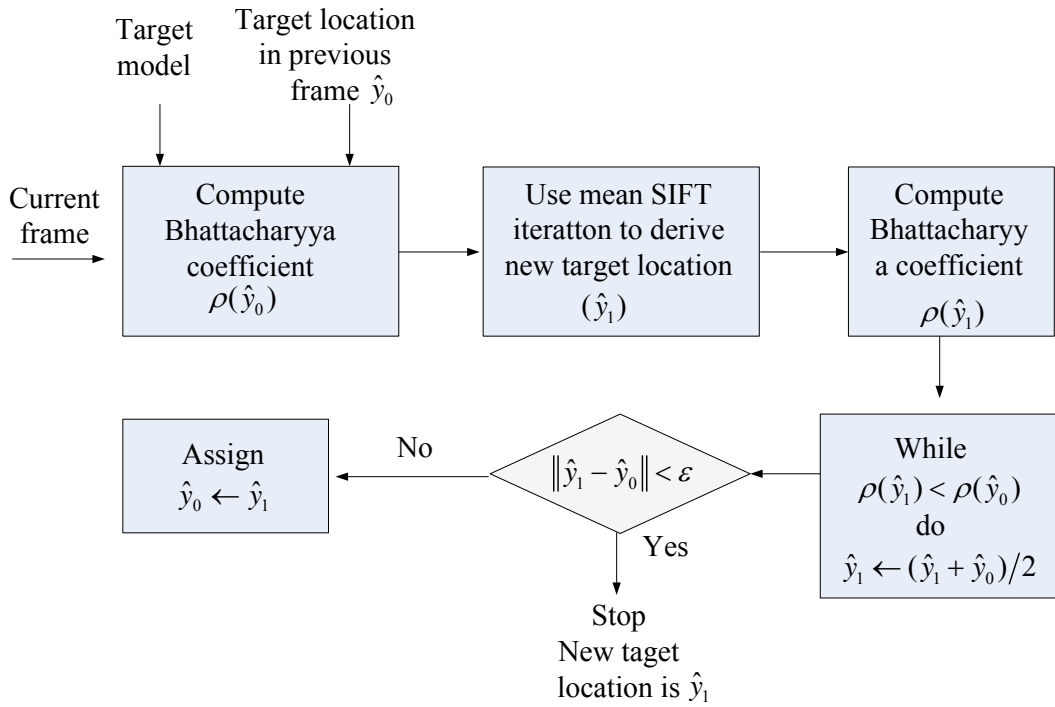 Target
model
Target location
in previous
frame ŷ₀
Current
frame
Compute
Bhattacharyya
coefficient
ρ(ŷ₀)
Use mean SIFT
iteratton to derive
new target location
(ŷ₁)
Compute
Bhattacharyy
a coefficient
ρ(ŷ₁)
While
ρ(ŷ₁) < ρ(ŷ₀)
do
ŷ₁ ← (ŷ₁ + ŷ₀)/2
‖ŷ₁ − ŷ₀‖ < ε
No
Assign
ŷ₀ ← ŷ₁
Yes
Stop
New taget
location is ŷ₁